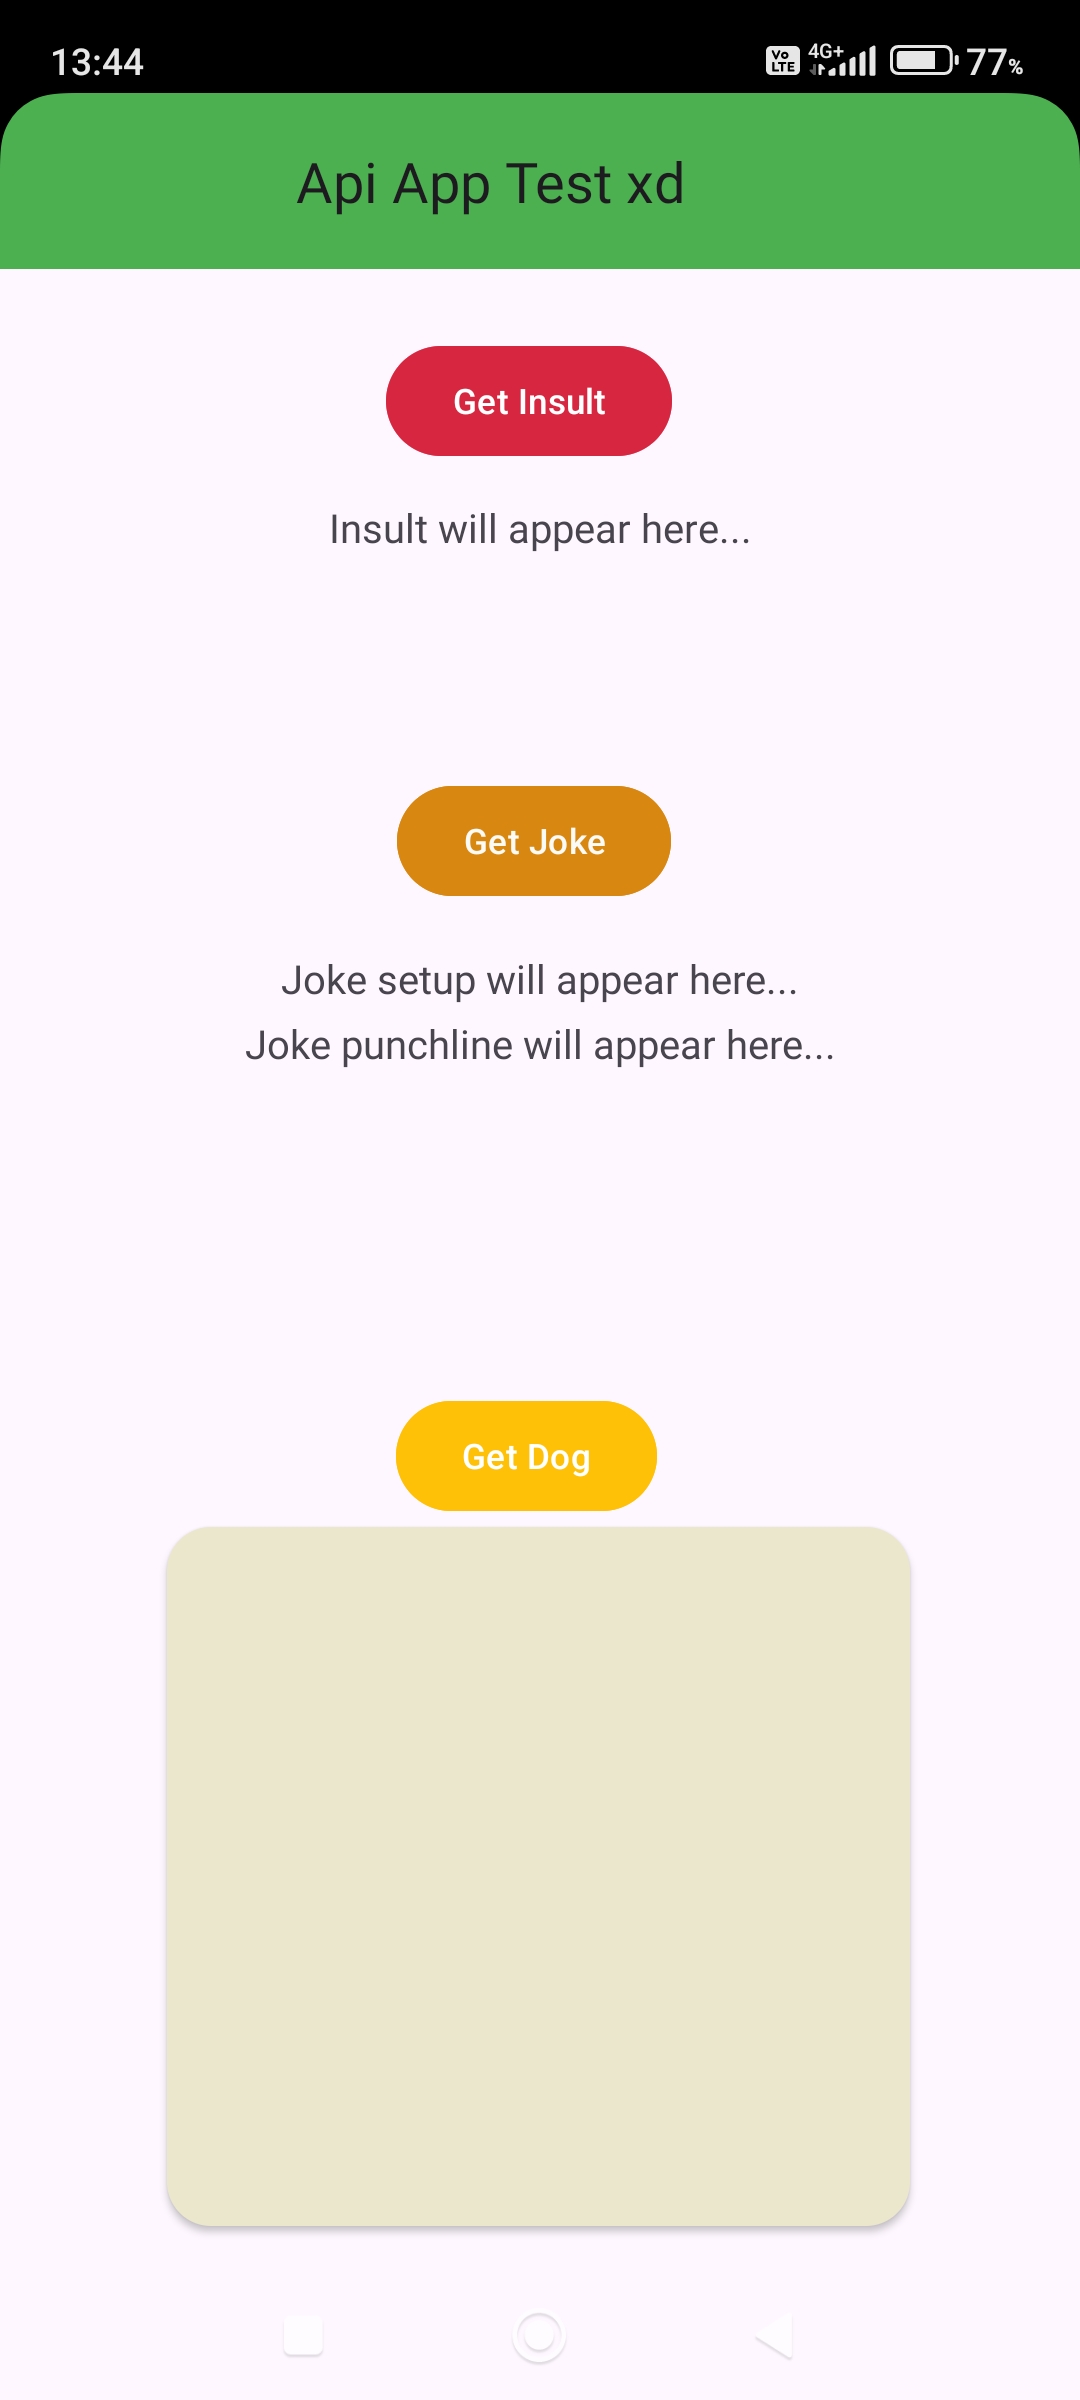 13:44 Vo LTE 4G+ 77%
Api App Test xd
Get Insult
Insult will appear here...
Get Joke
Joke setup will appear here...
Joke punchline will appear here...
Get Dog